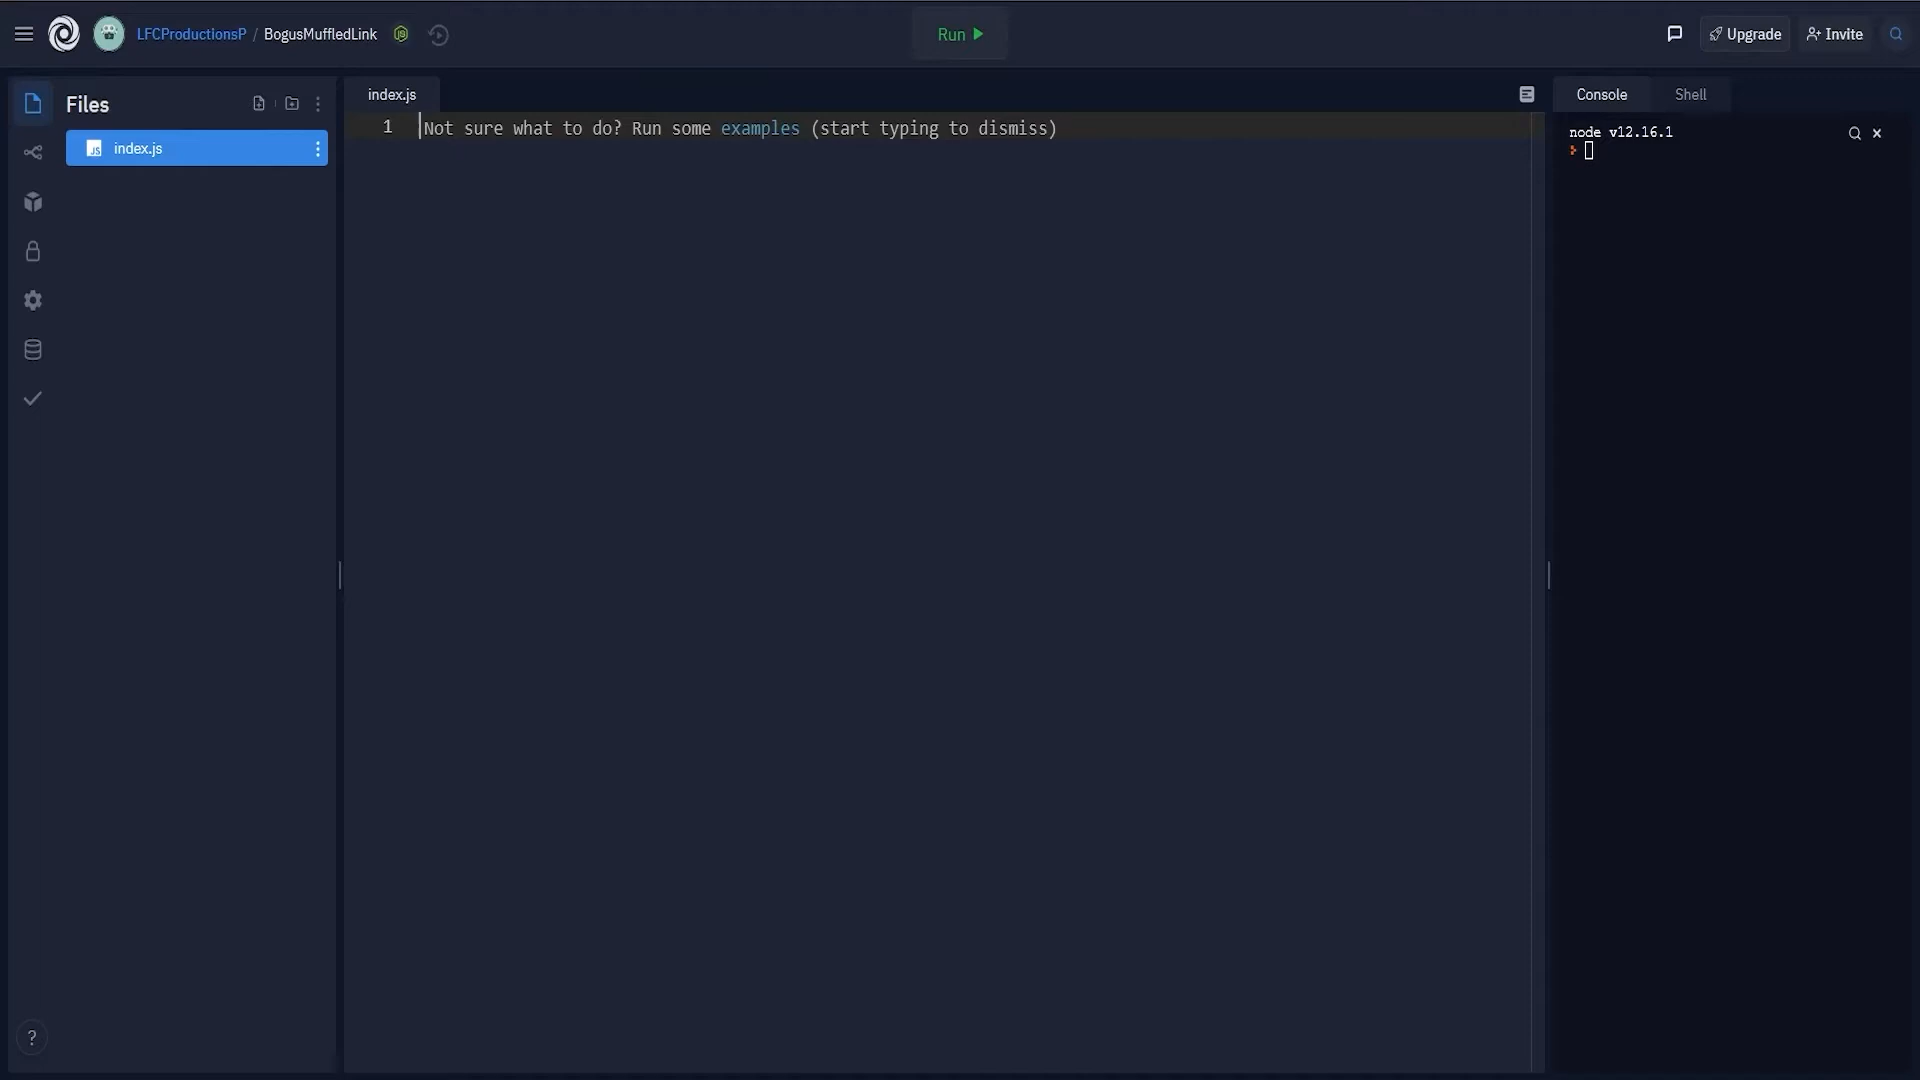 LFCProductionsP / BogusMuffledLink
Run
Upgrade
Invite
Files
index.js
index.js
1 Not sure what to do? Run some examples (start typing to dismiss)
Console
Shell
node v12.16.1
?